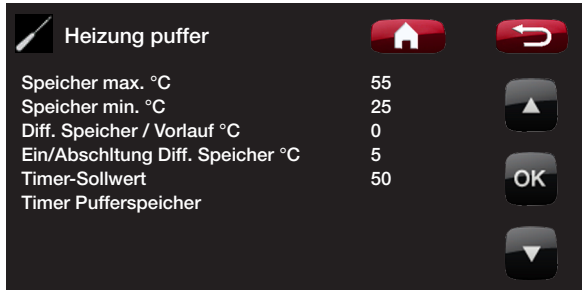 Heizung puffer
Speicher max. °C 55
Speicher min. °C 25
Diff. Speicher / Vorlauf °C 0
Ein/Abschltung Diff. Speicher °C 5
Timer-Sollwert 50
Timer Pufferspeicher
OK